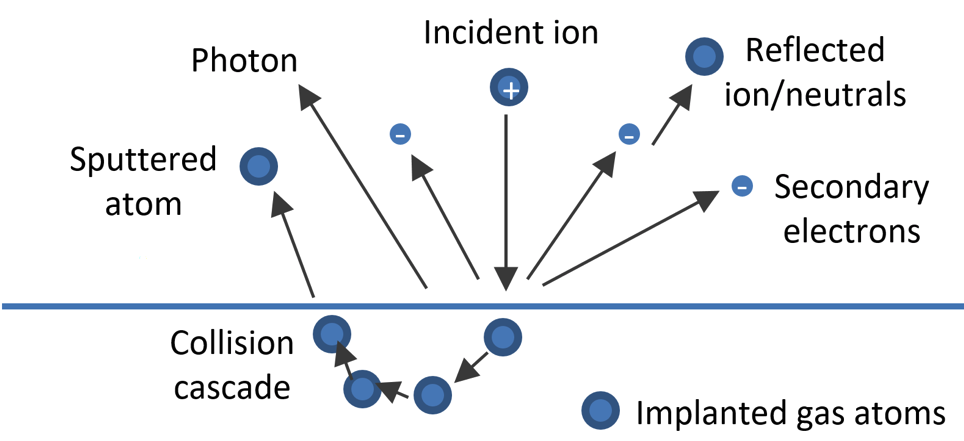 Incident ion
Photon
Reflected
ion/neutrals
+
-
-
Sputtered
atom
-
Secondary
electrons
Collision
cascade
Implanted gas atoms